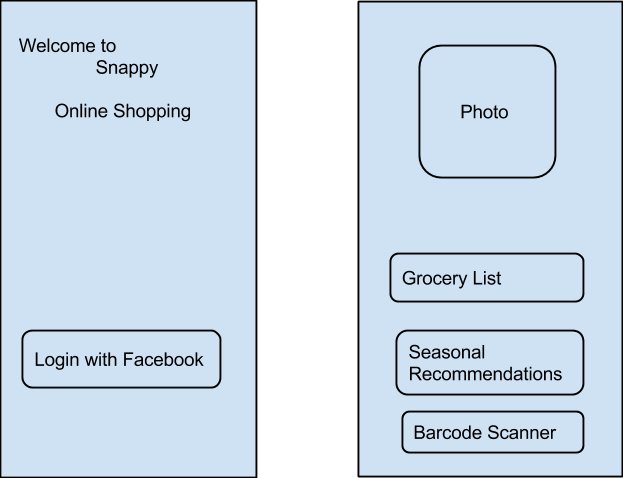 Welcome to
Snappy
Online Shopping
Login with Facebook
Photo
Grocery List
Seasonal
Recommendations
Barcode Scanner